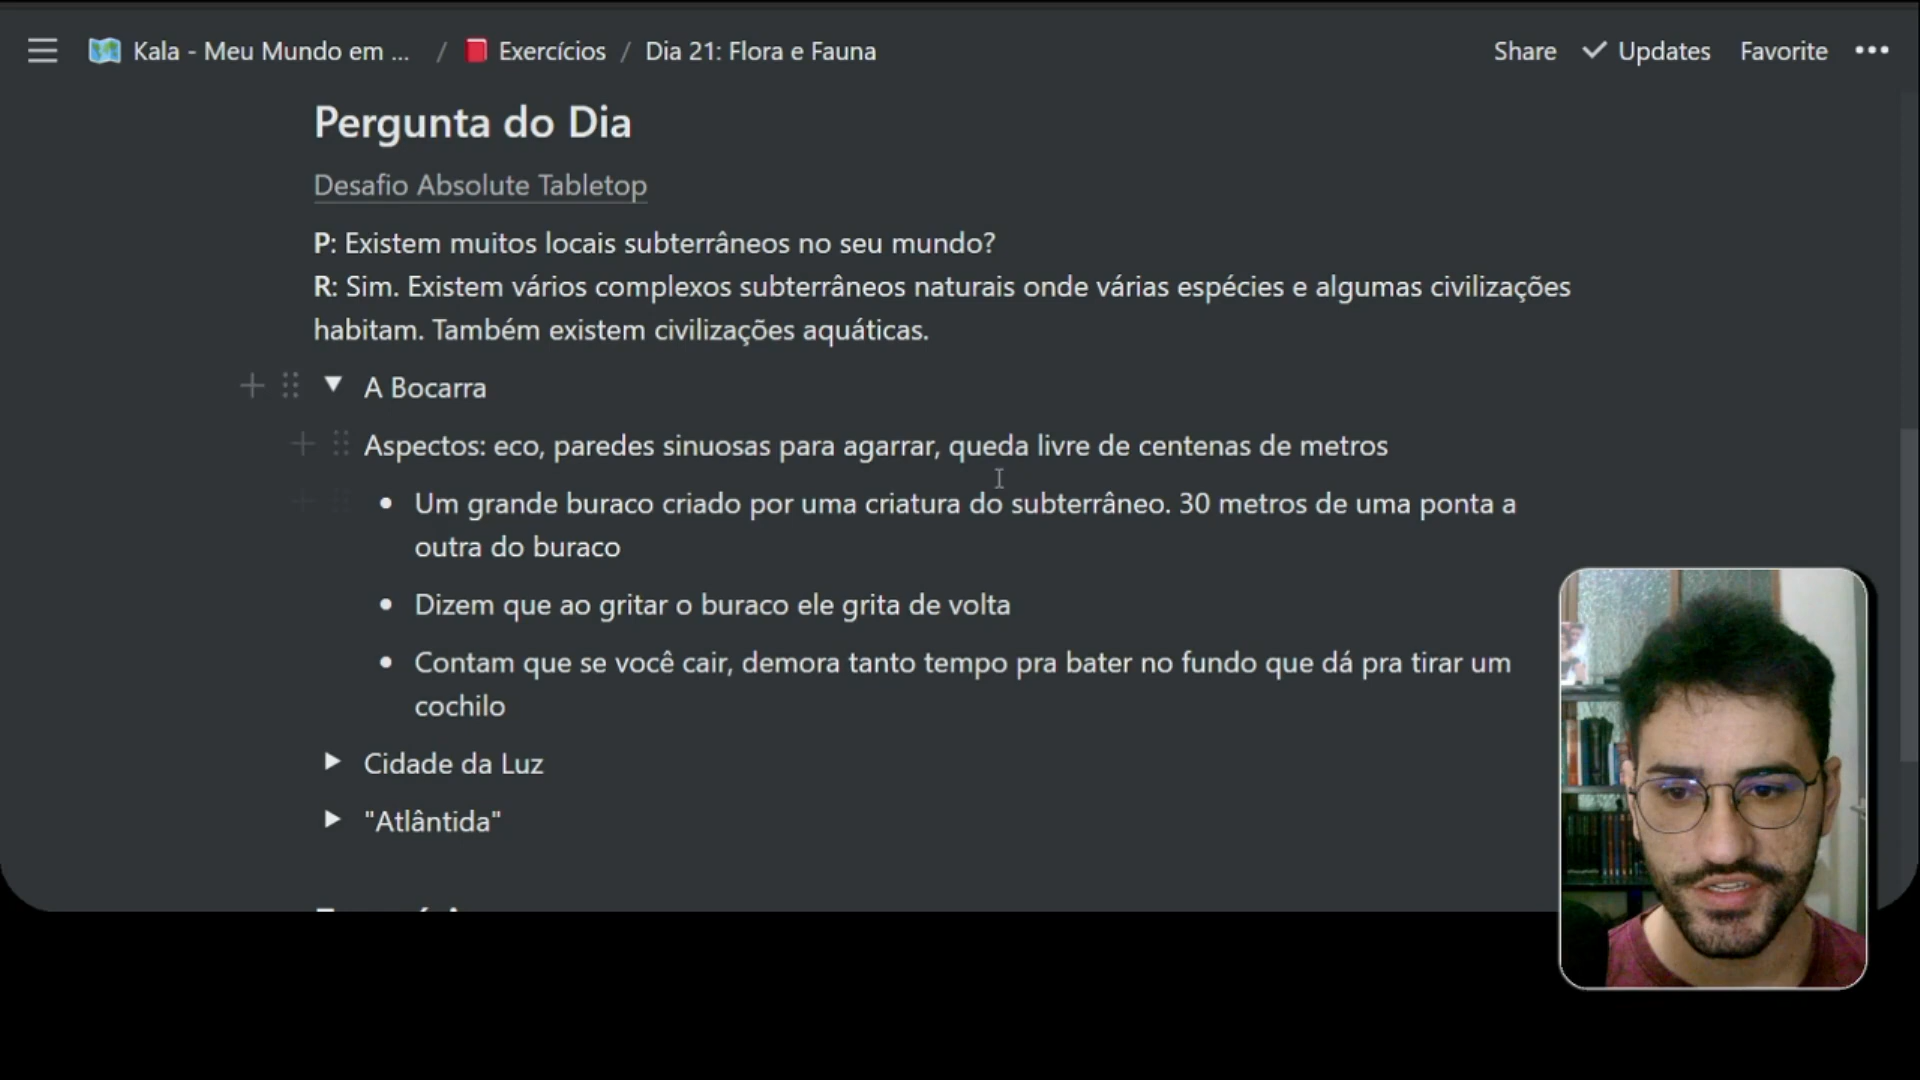 Kala - Meu Mundo em ... / Exercícios / Dia 21: Flora e Fauna
Share Updates Favorite
Pergunta do Dia
Desafio Absolute Tabletop
P: Existem muitos locais subterrâneos no seu mundo?
R: Sim. Existem vários complexos subterrâneos naturais onde várias espécies e algumas civilizações
habitam. Também existem civilizações aquáticas.
A Bocarra
Aspectos: eco, paredes sinuosas para agarrar, queda livre de centenas de metros
Um grande buraco criado por uma criatura do subterrâneo. 30 metros de uma ponta a
outra do buraco
Dizem que ao gritar o buraco ele grita de volta
Contam que se você cair, demora tanto tempo pra bater no fundo que dá pra tirar um
cochilo
Cidade da Luz
"Atlântida"